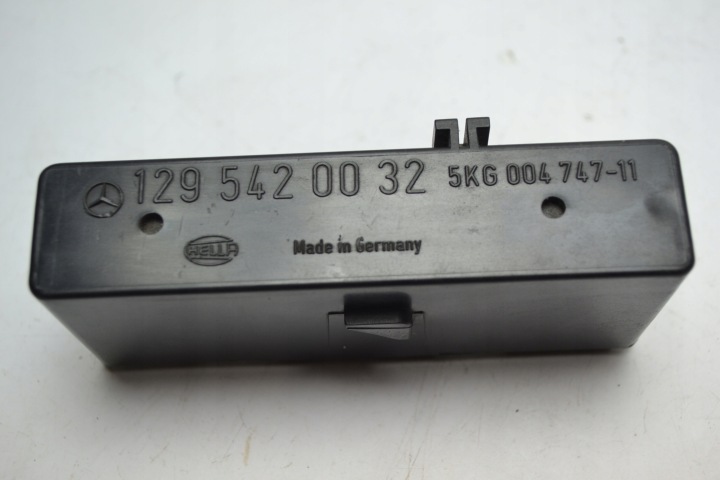 129 542 00 32 5KG 004 747-11
HELLA Made in Germany